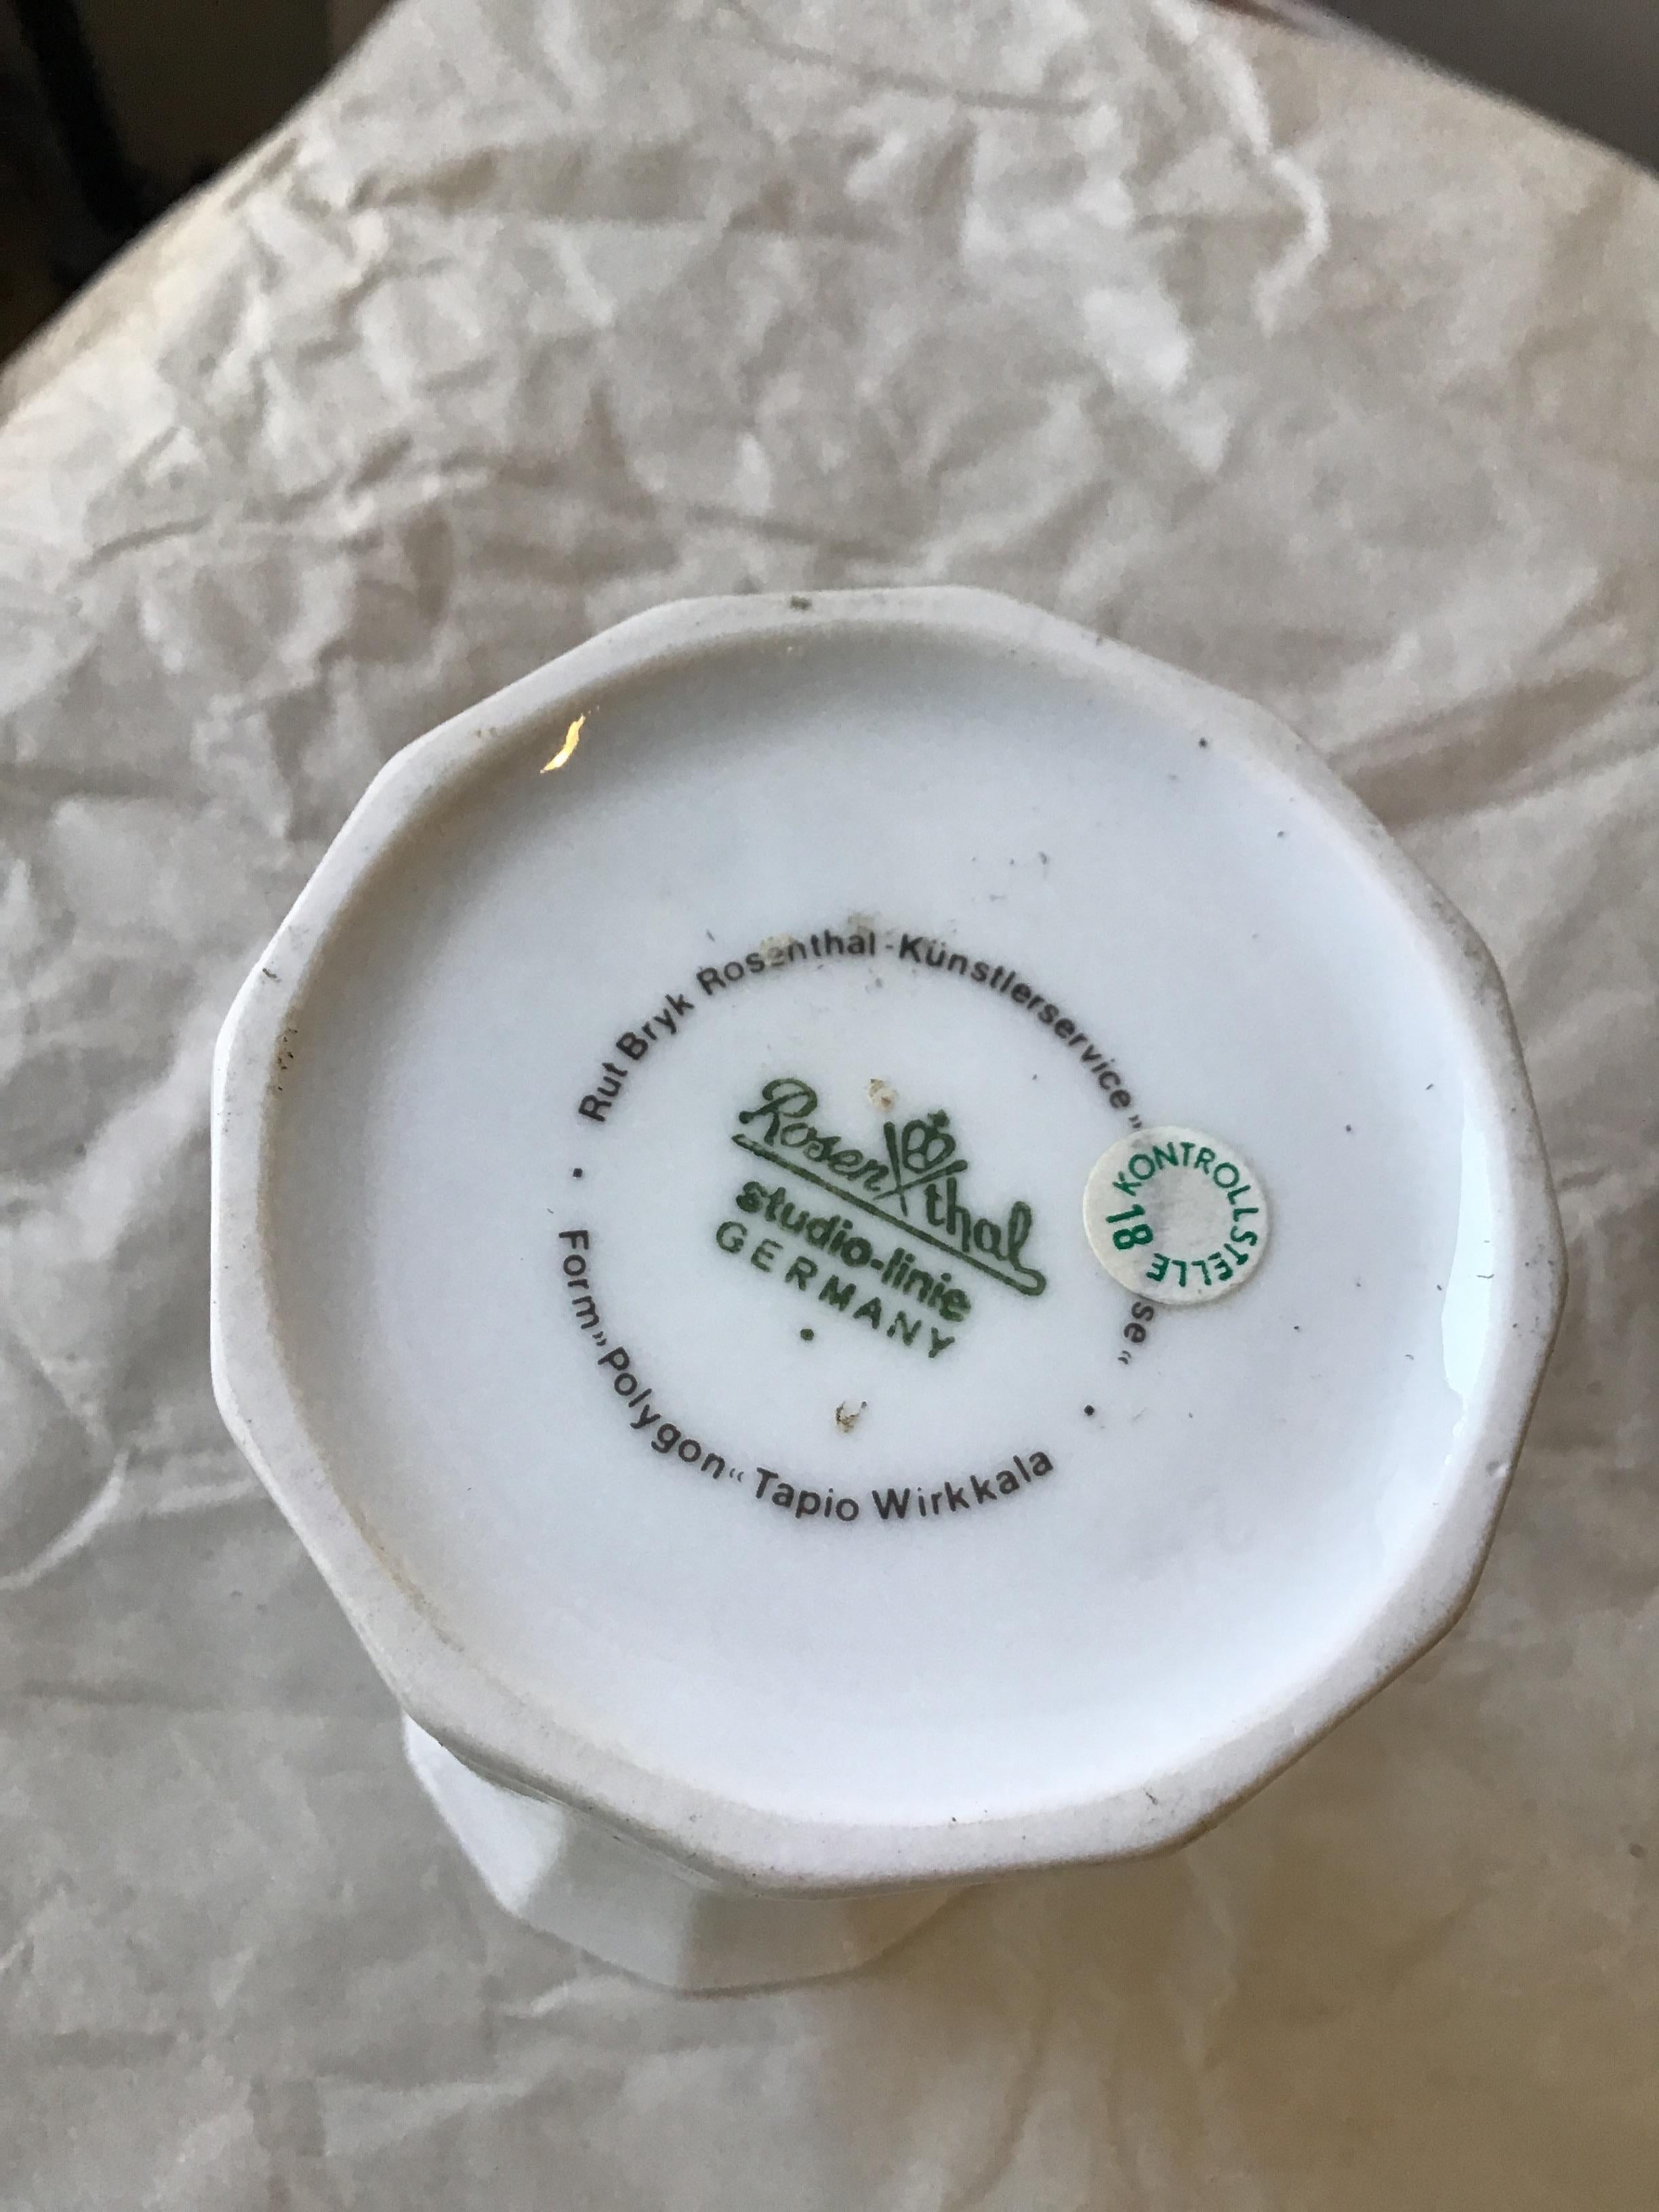 Rut Bryk Rosenthal-Künstlerservice »
se«
Form »Polygon« Tapio Wirkkala
Rosenthal
studio-linie
GERMANY
KONTROLLSTELLE 18